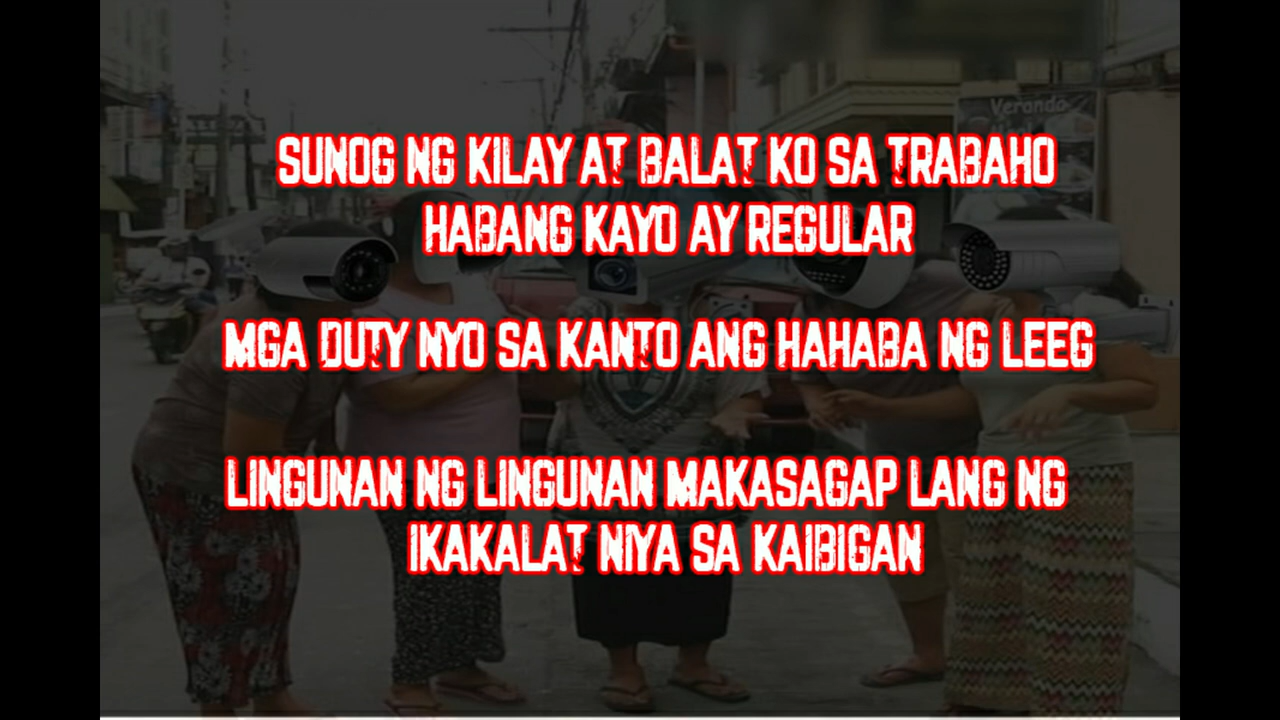 Veranda
SUNOG NG KILAY AT BALAT KO SA TRABAHO
HABANG KAYO AY REGULAR
MGA DUTY NYO SA KANTO ANG HAHABA NG LEEG
LINGUNAN NG LINGUNAN MAKASAGAP LANG NG
IKAKALAT NIYA SA KAIBIGAN